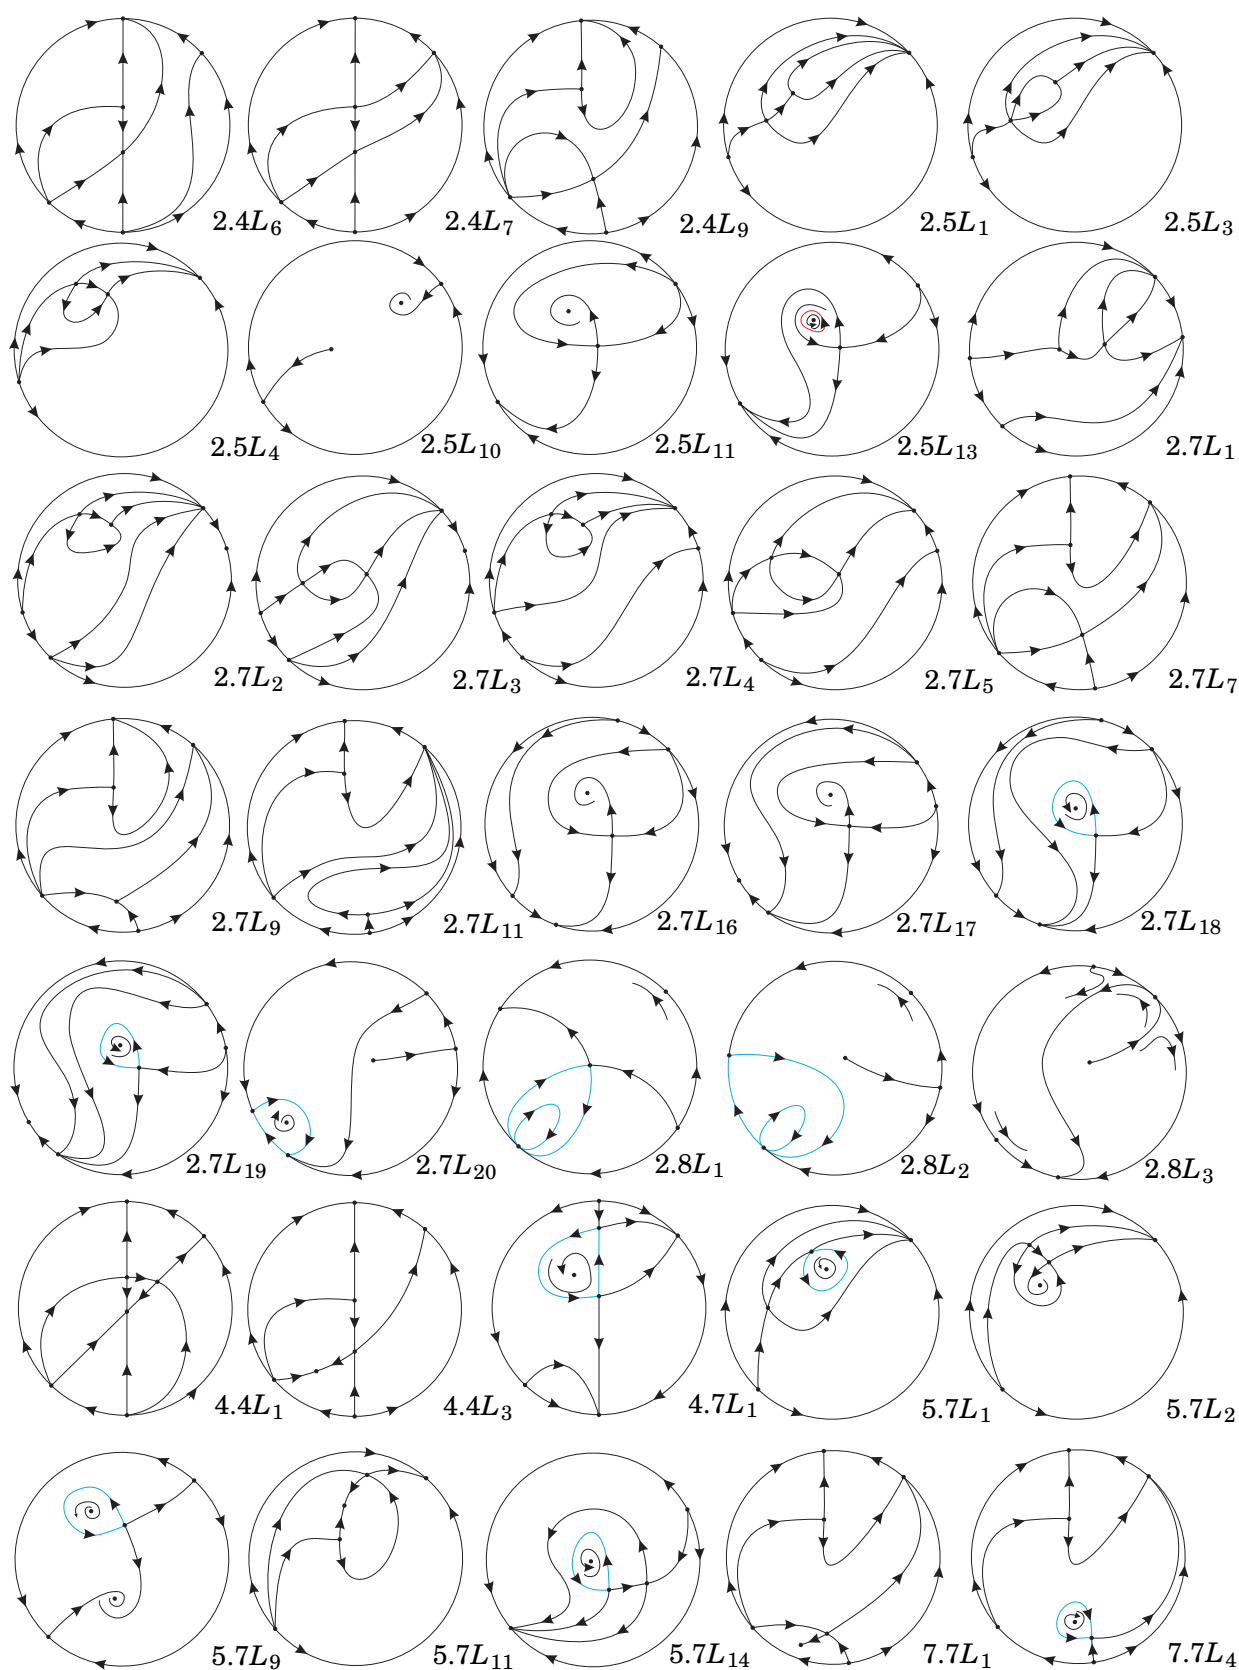 2.4L₆ 2.4L₇ 2.4L₉ 2.5L₁ 2.5L₃
2.5L₄ 2.5L₁₀ 2.5L₁₁ 2.5L₁₃ 2.7L₁
2.7L₂ 2.7L₃ 2.7L₄ 2.7L₅ 2.7L₇
2.7L₉ 2.7L₁₁ 2.7L₁₆ 2.7L₁₇ 2.7L₁₈
2.7L₁₉ 2.7L₂₀ 2.8L₁ 2.8L₂ 2.8L₃
4.4L₁ 4.4L₃ 4.7L₁ 5.7L₁ 5.7L₂
5.7L₉ 5.7L₁₁ 5.7L₁₄ 7.7L₁ 7.7L₄